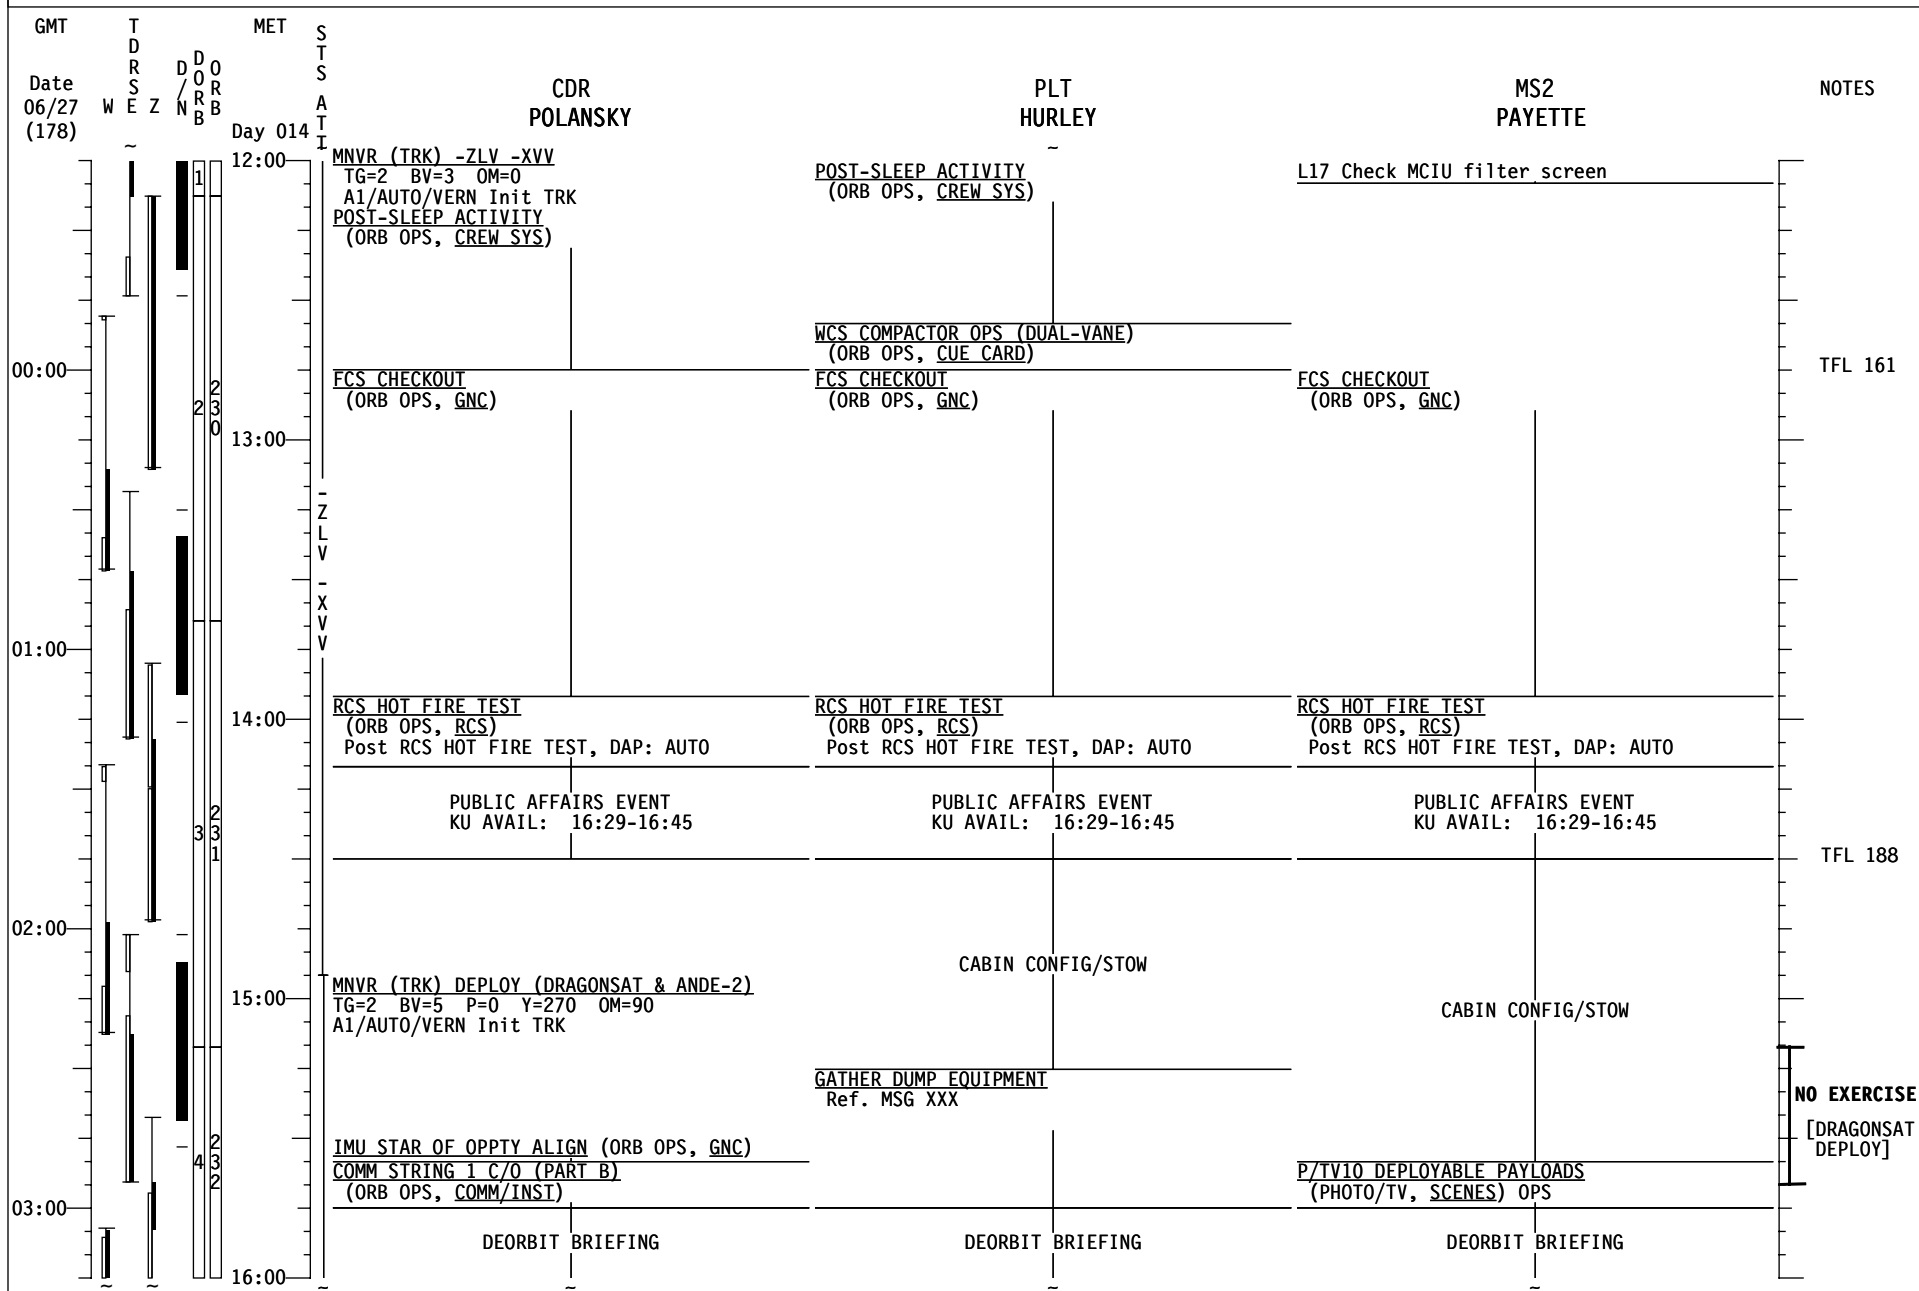 GMT
TDRS
MET
STS ATT
Date
06/27
(178)
W E Z
D/N
DORB
ORB
Day 014
CDR
POLANSKY
PLT
HURLEY
MS2
PAYETTE
NOTES
~
~
12:00
1
MNVR (TRK) -ZLV -XVV
TG=2 BV=3 OM=0
A1/AUTO/VERN Init TRK
POST-SLEEP ACTIVITY
(ORB OPS, CREW SYS)
POST-SLEEP ACTIVITY
(ORB OPS, CREW SYS)
L17 Check MCIU filter screen
WCS COMPACTOR OPS (DUAL-VANE)
(ORB OPS, CUE CARD)
00:00
2
230
13:00
FCS CHECKOUT
(ORB OPS, GNC)
FCS CHECKOUT
(ORB OPS, GNC)
FCS CHECKOUT
(ORB OPS, GNC)
TFL 161
-ZLV -XVV
01:00
14:00
RCS HOT FIRE TEST
(ORB OPS, RCS)
Post RCS HOT FIRE TEST, DAP: AUTO
RCS HOT FIRE TEST
(ORB OPS, RCS)
Post RCS HOT FIRE TEST, DAP: AUTO
RCS HOT FIRE TEST
(ORB OPS, RCS)
Post RCS HOT FIRE TEST, DAP: AUTO
3
231
PUBLIC AFFAIRS EVENT
KU AVAIL: 16:29-16:45
PUBLIC AFFAIRS EVENT
KU AVAIL: 16:29-16:45
PUBLIC AFFAIRS EVENT
KU AVAIL: 16:29-16:45
TFL 188
02:00
15:00
MNVR (TRK) DEPLOY (DRAGONSAT & ANDE-2)
TG=2 BV=5 P=0 Y=270 OM=90
A1/AUTO/VERN Init TRK
CABIN CONFIG/STOW
CABIN CONFIG/STOW
GATHER DUMP EQUIPMENT
Ref. MSG XXX
NO EXERCISE
[DRAGONSAT
DEPLOY]
4
232
IMU STAR OF OPPTY ALIGN (ORB OPS, GNC)
COMM STRING 1 C/O (PART B)
(ORB OPS, COMM/INST)
P/TV10 DEPLOYABLE PAYLOADS
(PHOTO/TV, SCENES) OPS
03:00
DEORBIT BRIEFING
DEORBIT BRIEFING
DEORBIT BRIEFING
16:00
~ ~ ~ ~ ~ ~